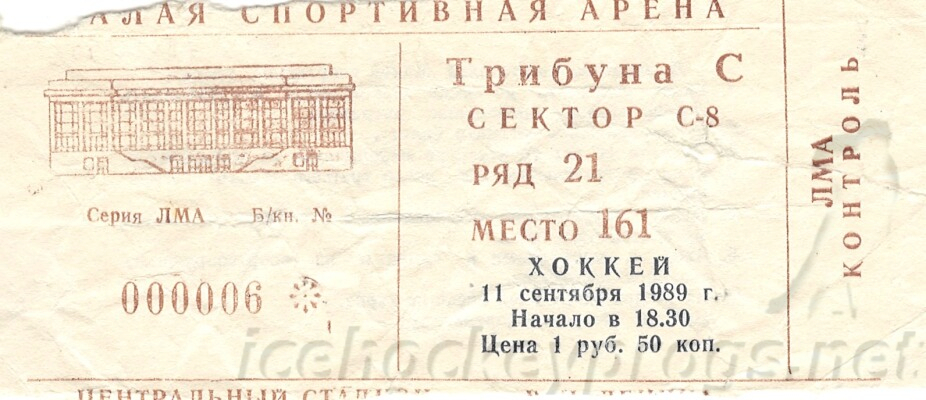 АЛАЯ СПОРТИВНАЯ АРЕНА
Трибуна С
СЕКТОР С-8
РЯД 21
МЕСТО 161
ХОККЕЙ
11 сентября 1989 г.
Начало в 18.30
Цена 1 руб. 50 коп.
Серия ЛМА Б/кн. №
000006
ЛМА
КОНТРОЛЬ
icehockeyprogs.net
ЦЕНТРАЛЬНЫЙ